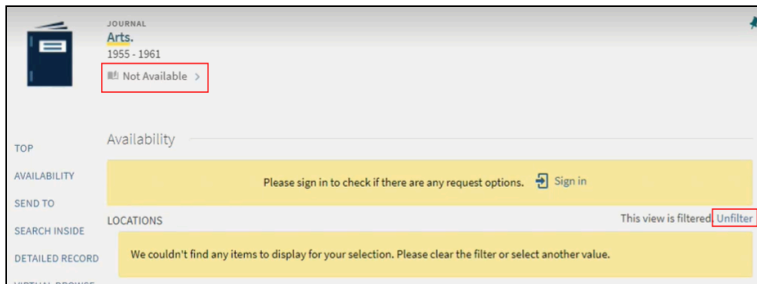 JOURNAL
Arts.
1955 - 1961
Not Available >
TOP
AVAILABILITY
SEND TO
SEARCH INSIDE
DETAILED RECORD
VIRTUAL BROWSE
Availability
Please sign in to check if there are any request options. Sign in
LOCATIONS
This view is filtered. Unfilter
We couldn't find any items to display for your selection. Please clear the filter or select another value.